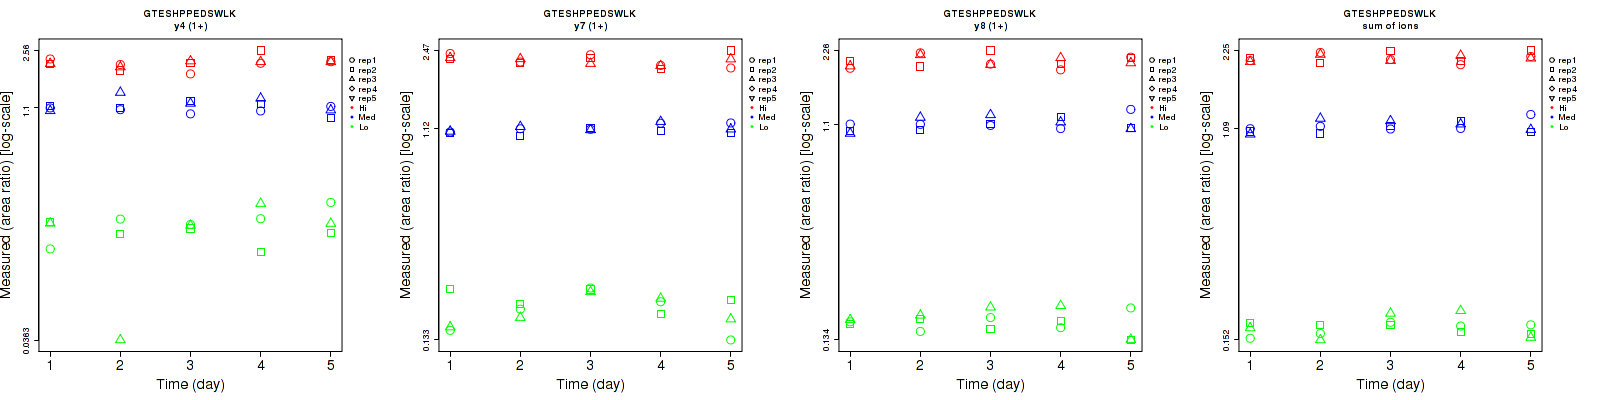 GTESHPPEDSWLK
y4 (1+)
Measured (area ratio) [log-scale]
2.56
1.1
0.0383
1 2 3 4 5
Time (day)
rep1
rep2
rep3
rep4
rep5
Hi
Med
Lo
GTESHPPEDSWLK
y7 (1+)
Measured (area ratio) [log-scale]
2.47
1.12
0.133
1 2 3 4 5
Time (day)
rep1
rep2
rep3
rep4
rep5
Hi
Med
Lo
GTESHPPEDSWLK
y8 (1+)
Measured (area ratio) [log-scale]
2.26
1.1
0.134
1 2 3 4 5
Time (day)
rep1
rep2
rep3
rep4
rep5
Hi
Med
Lo
GTESHPPEDSWLK
sum of ions
Measured (area ratio) [log-scale]
2.25
1.09
0.152
1 2 3 4 5
Time (day)
rep1
rep2
rep3
rep4
rep5
Hi
Med
Lo